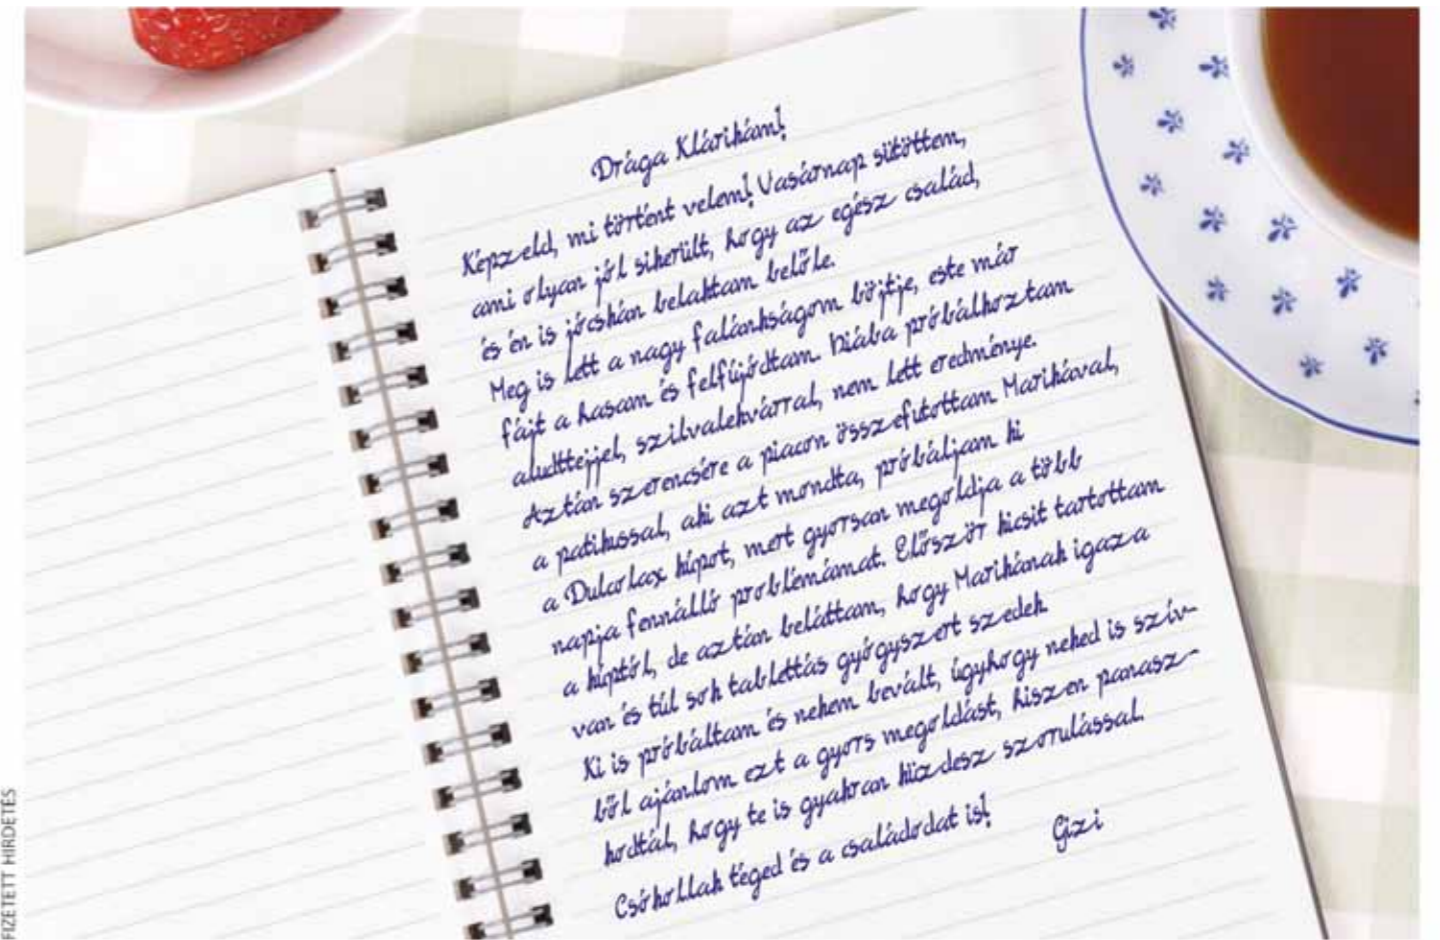 Drága Klárikám!
Képzeld, mi történt velem! Vasárnap sütöttem,
ami olyan jól sikerült, hogy az egész család,
és én is jócskán belaktam belőle.
Meg is lett a nagy falánkságom böjtje, este már
fájt a hasam és felfújódtam. Hiába próbálkoztam
aludttejjel, szilvalekvárral, nem lett eredménye.
Aztán szerencsére a piacon összefutottam Marikával,
a patikussal, aki azt mondta, próbáljam ki
a Dulcolax kúpot, mert gyorsan megoldja a több
napja fennálló problémámat. Először kicsit tartottam
a kúptól, de aztán beláttam, hogy Marikának igaza
van és túl sok tablettás gyógyszert szedek.
Ki is próbáltam és nekem bevált, úgyhogy neked is szív-
ből ajánlom ezt a gyors megoldást, hiszen panasz-
kodtál, hogy te is gyakran küzdesz szorulással.
Csókollak téged és a családodat is!
Gizi
FIZETETT HIRDETÉS